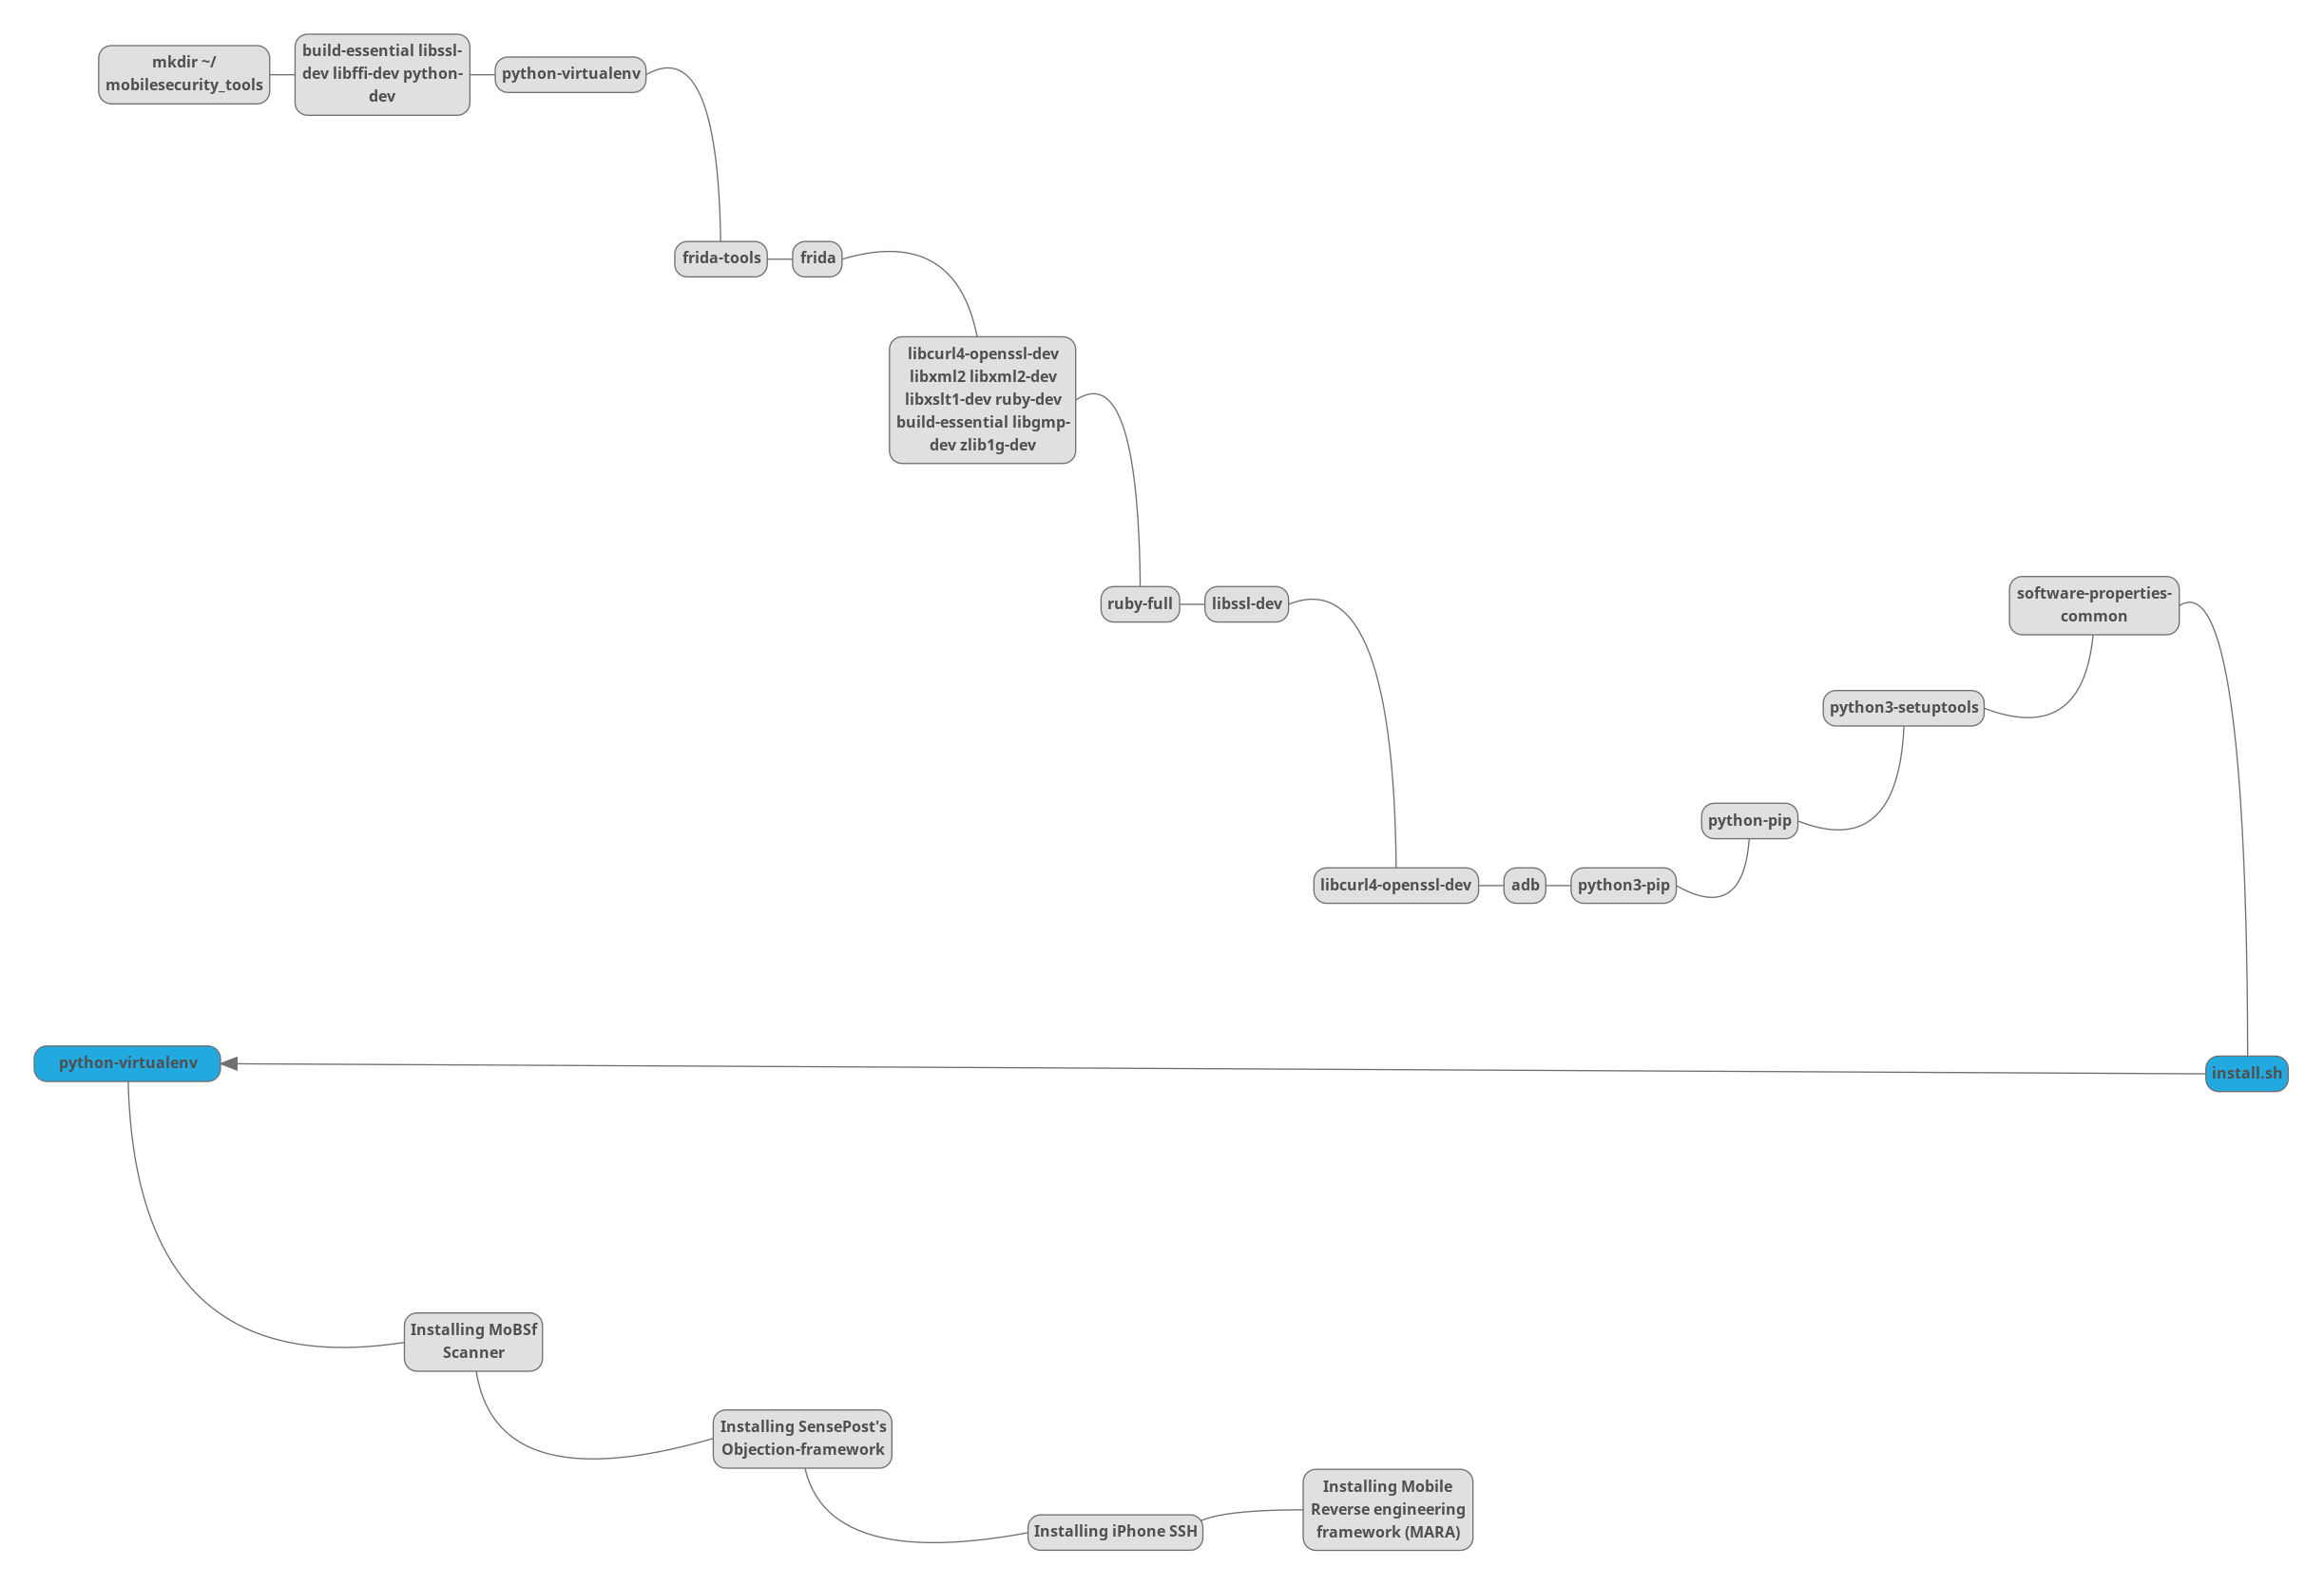 mkdir ~/
mobilesecurity_tools
build-essential libssl-
dev libffi-dev python-
dev
python-virtualenv
frida-tools
frida
libcurl4-openssl-dev
libxml2 libxml2-dev
libxslt1-dev ruby-dev
build-essential libgmp-
dev zlib1g-dev
ruby-full
libssl-dev
libcurl4-openssl-dev
adb
python3-pip
python-pip
python3-setuptools
software-properties-
common
install.sh
python-virtualenv
Installing MoBSf
Scanner
Installing SensePost's
Objection-framework
Installing iPhone SSH
Installing Mobile
Reverse engineering
framework (MARA)